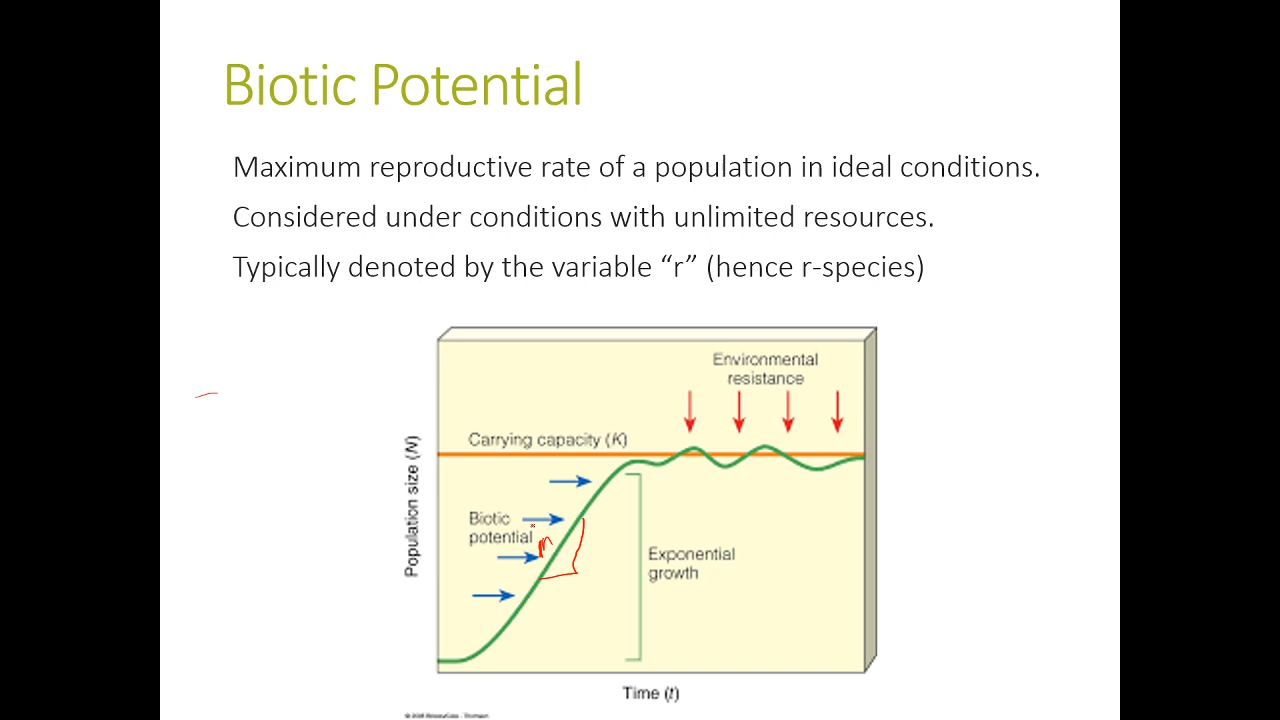 Biotic Potential
Maximum reproductive rate of a population in ideal conditions.
Considered under conditions with unlimited resources.
Typically denoted by the variable “r” (hence r-species)
Environmental
resistance
Carrying capacity (K)
Population size (N)
Biotic
potential
Exponential
growth
Time (t)